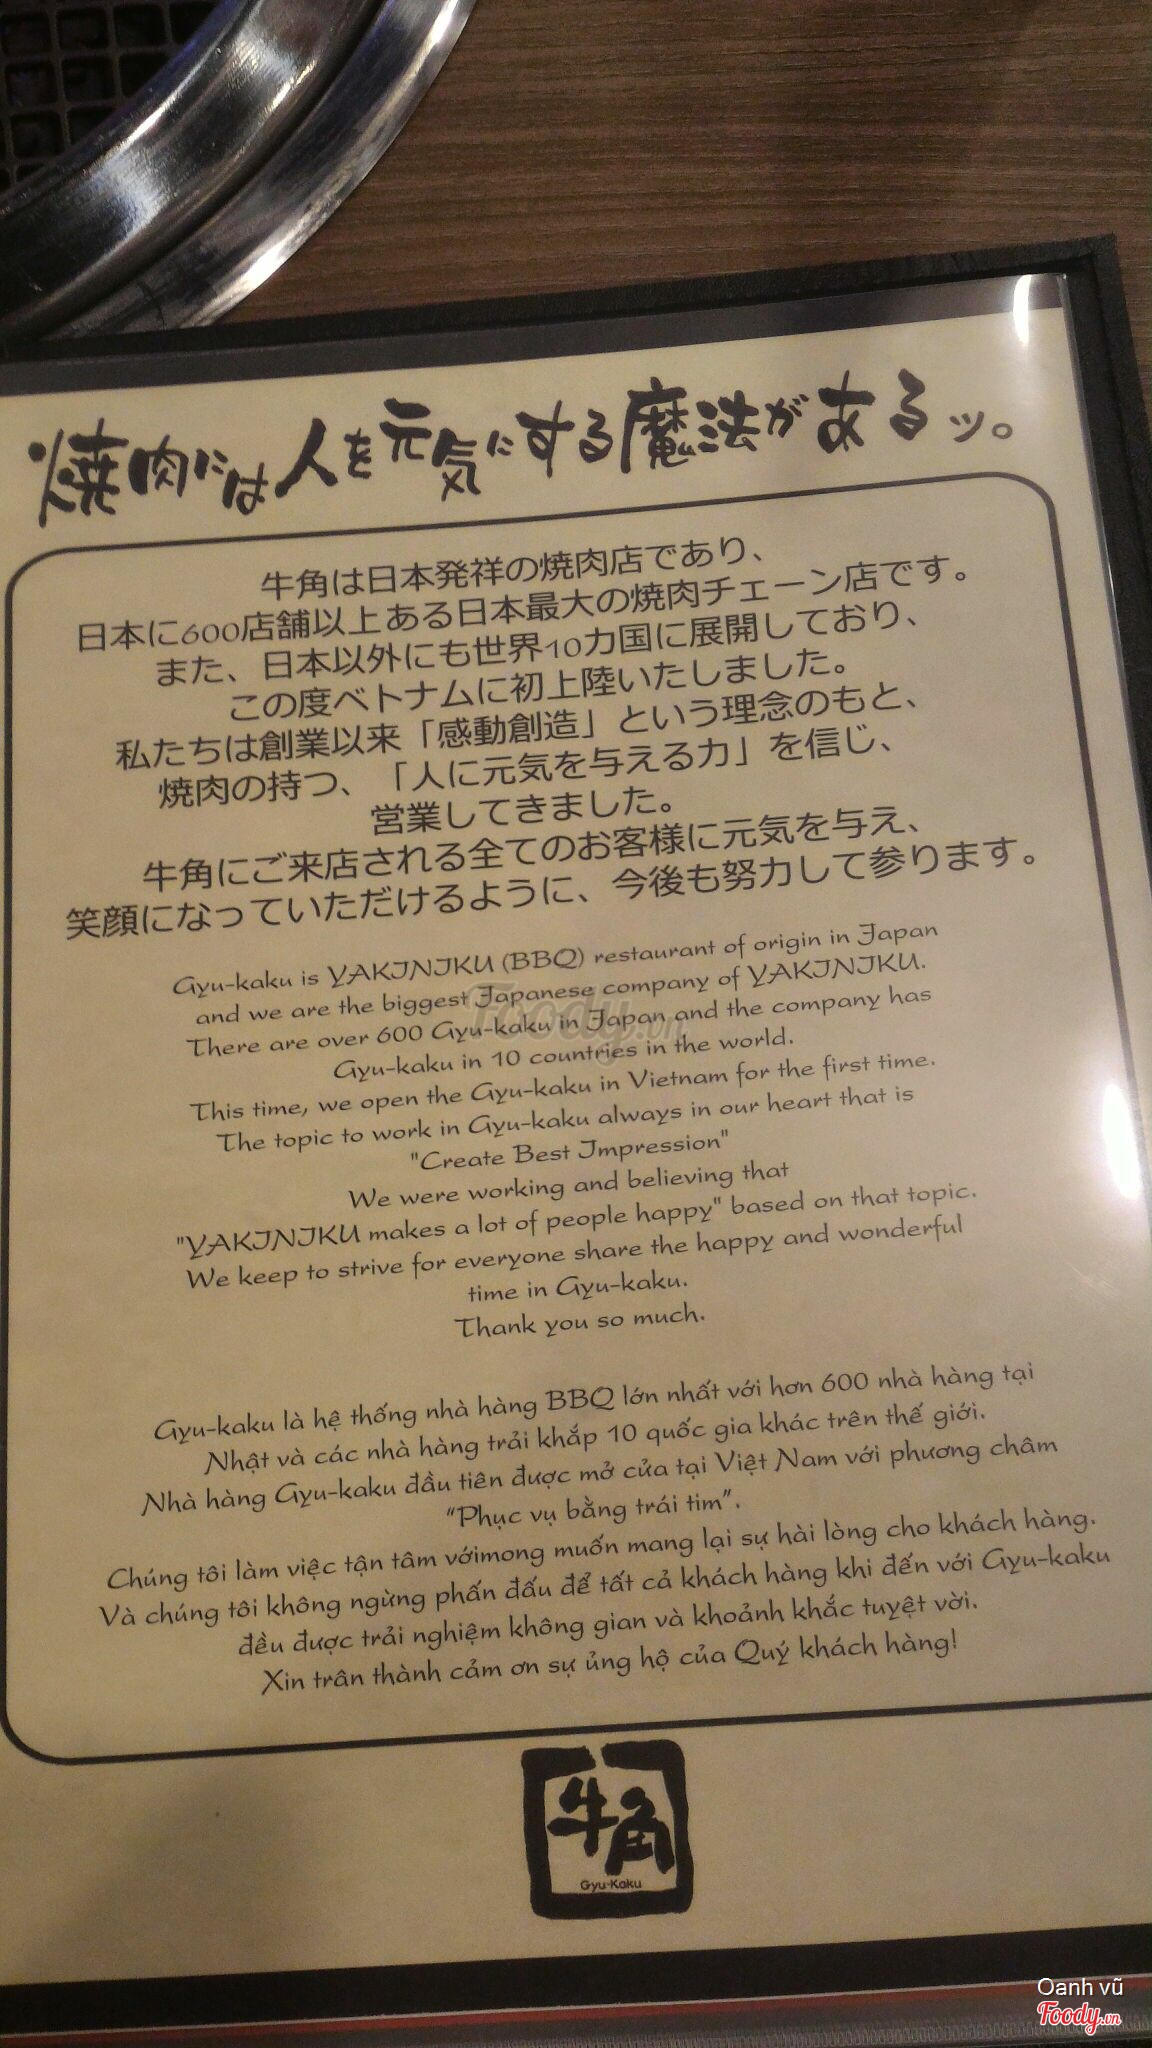 焼肉には人を元気にする魔法があるッ。
牛角は日本発祥の焼肉店であり、
日本に600店舗以上ある日本最大の焼肉チェーン店です。
また、日本以外にも世界10カ国に展開しており、
この度ベトナムに初上陸いたしました。
私たちは創業以来「感動創造」という理念のもと、
焼肉の持つ、「人に元気を与える力」を信じ、
営業してきました。
牛角にご来店される全てのお客様に元気を与え、
笑顔になっていただけるように、今後も努力して参ります。
Gyu-kaku is YAKINIKU (BBQ) restaurant of origin in Japan
and we are the biggest Japanese company of YAKINIKU.
There are over 600 Gyu-kaku in Japan and the company has
Gyu-kaku in 10 countries in the world.
This time, we open the Gyu-kaku in Vietnam for the first time.
The topic to work in Gyu-kaku always in our heart that is
"Create Best Impression"
We were working and believing that
"YAKINIKU makes a lot of people happy" based on that topic.
We keep to strive for everyone share the happy and wonderful
time in Gyu-kaku.
Thank you so much.
Gyu-kaku là hệ thống nhà hàng BBQ lớn nhất với hơn 600 nhà hàng tại
Nhật và các nhà hàng trải khắp 10 quốc gia khác trên thế giới.
Nhà hàng Gyu-kaku đầu tiên được mở cửa tại Việt Nam với phương châm
"Phục vụ bằng trái tim".
Chúng tôi làm việc tận tâm vớimong muốn mang lại sự hài lòng cho khách hàng.
Và chúng tôi không ngừng phấn đấu để tất cả khách hàng khi đến với Gyu-kaku
đều được trải nghiệm không gian và khoảnh khắc tuyệt vời.
Xin trân thành cảm ơn sự ủng hộ của Quý khách hàng!
牛角
Gyu-Kaku
Foody.vn
Oanh vũ
Foody.vn